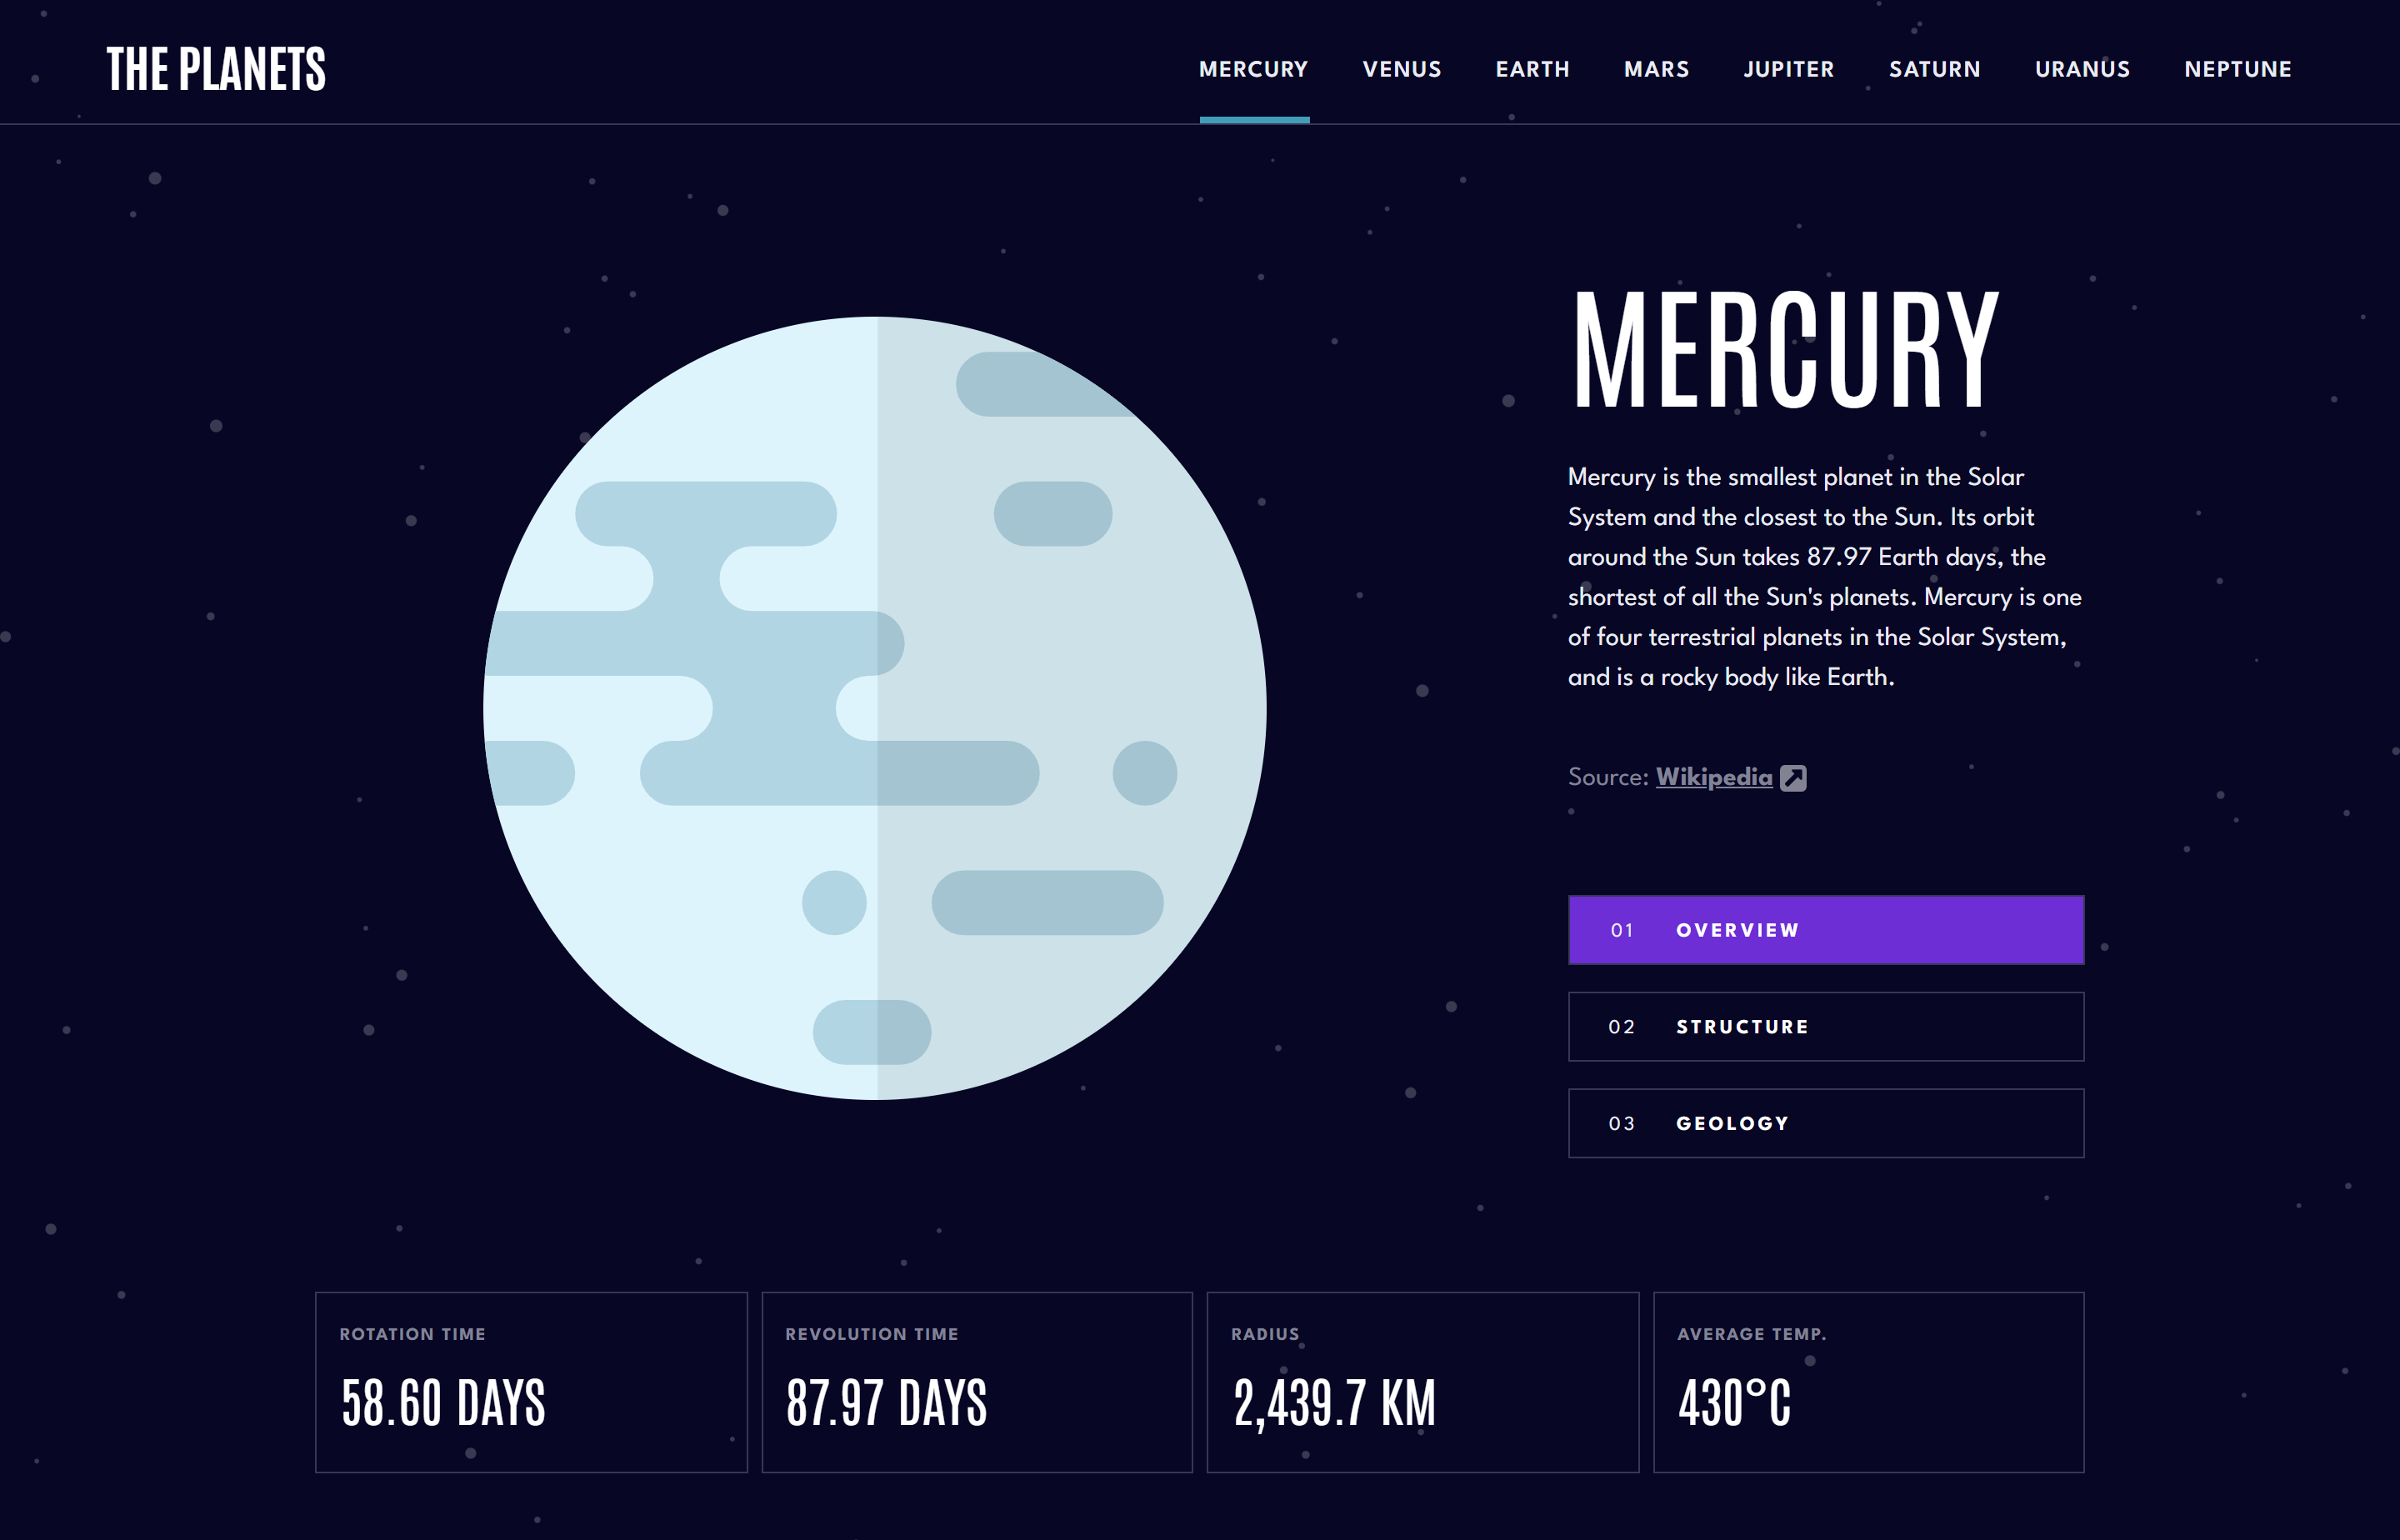 THE PLANETS
MERCURY VENUS EARTH MARS JUPITER SATURN URANUS NEPTUNE
MERCURY
Mercury is the smallest planet in the Solar
System and the closest to the Sun. Its orbit
around the Sun takes 87.97 Earth days, the
shortest of all the Sun's planets. Mercury is one
of four terrestrial planets in the Solar System,
and is a rocky body like Earth.
Source: Wikipedia
01 OVERVIEW
02 STRUCTURE
03 GEOLOGY
ROTATION TIME
58.60 DAYS
REVOLUTION TIME
87.97 DAYS
RADIUS
2,439.7 KM
AVERAGE TEMP.
430°C